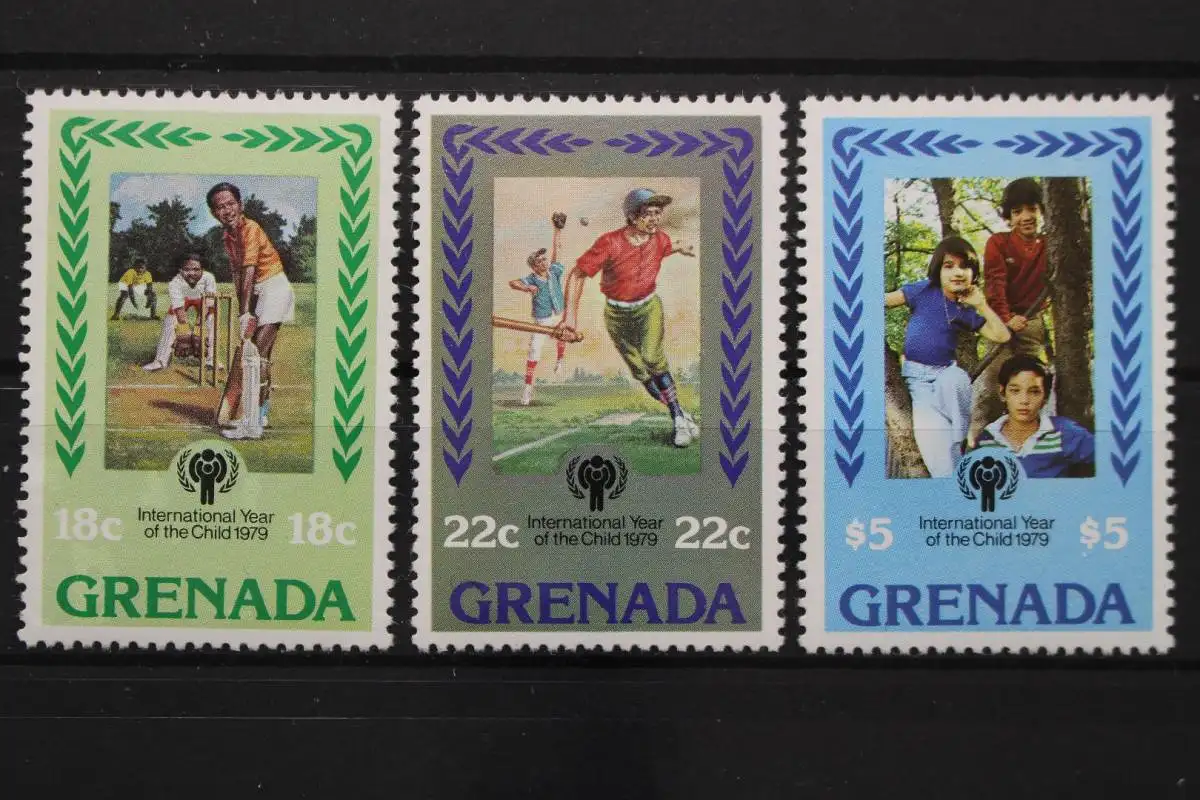 18c
International Year
of the Child 1979
18c
GRENADA
22c
International Year
of the Child 1979
22c
GRENADA
$5
International Year
of the Child 1979
$5
GRENADA